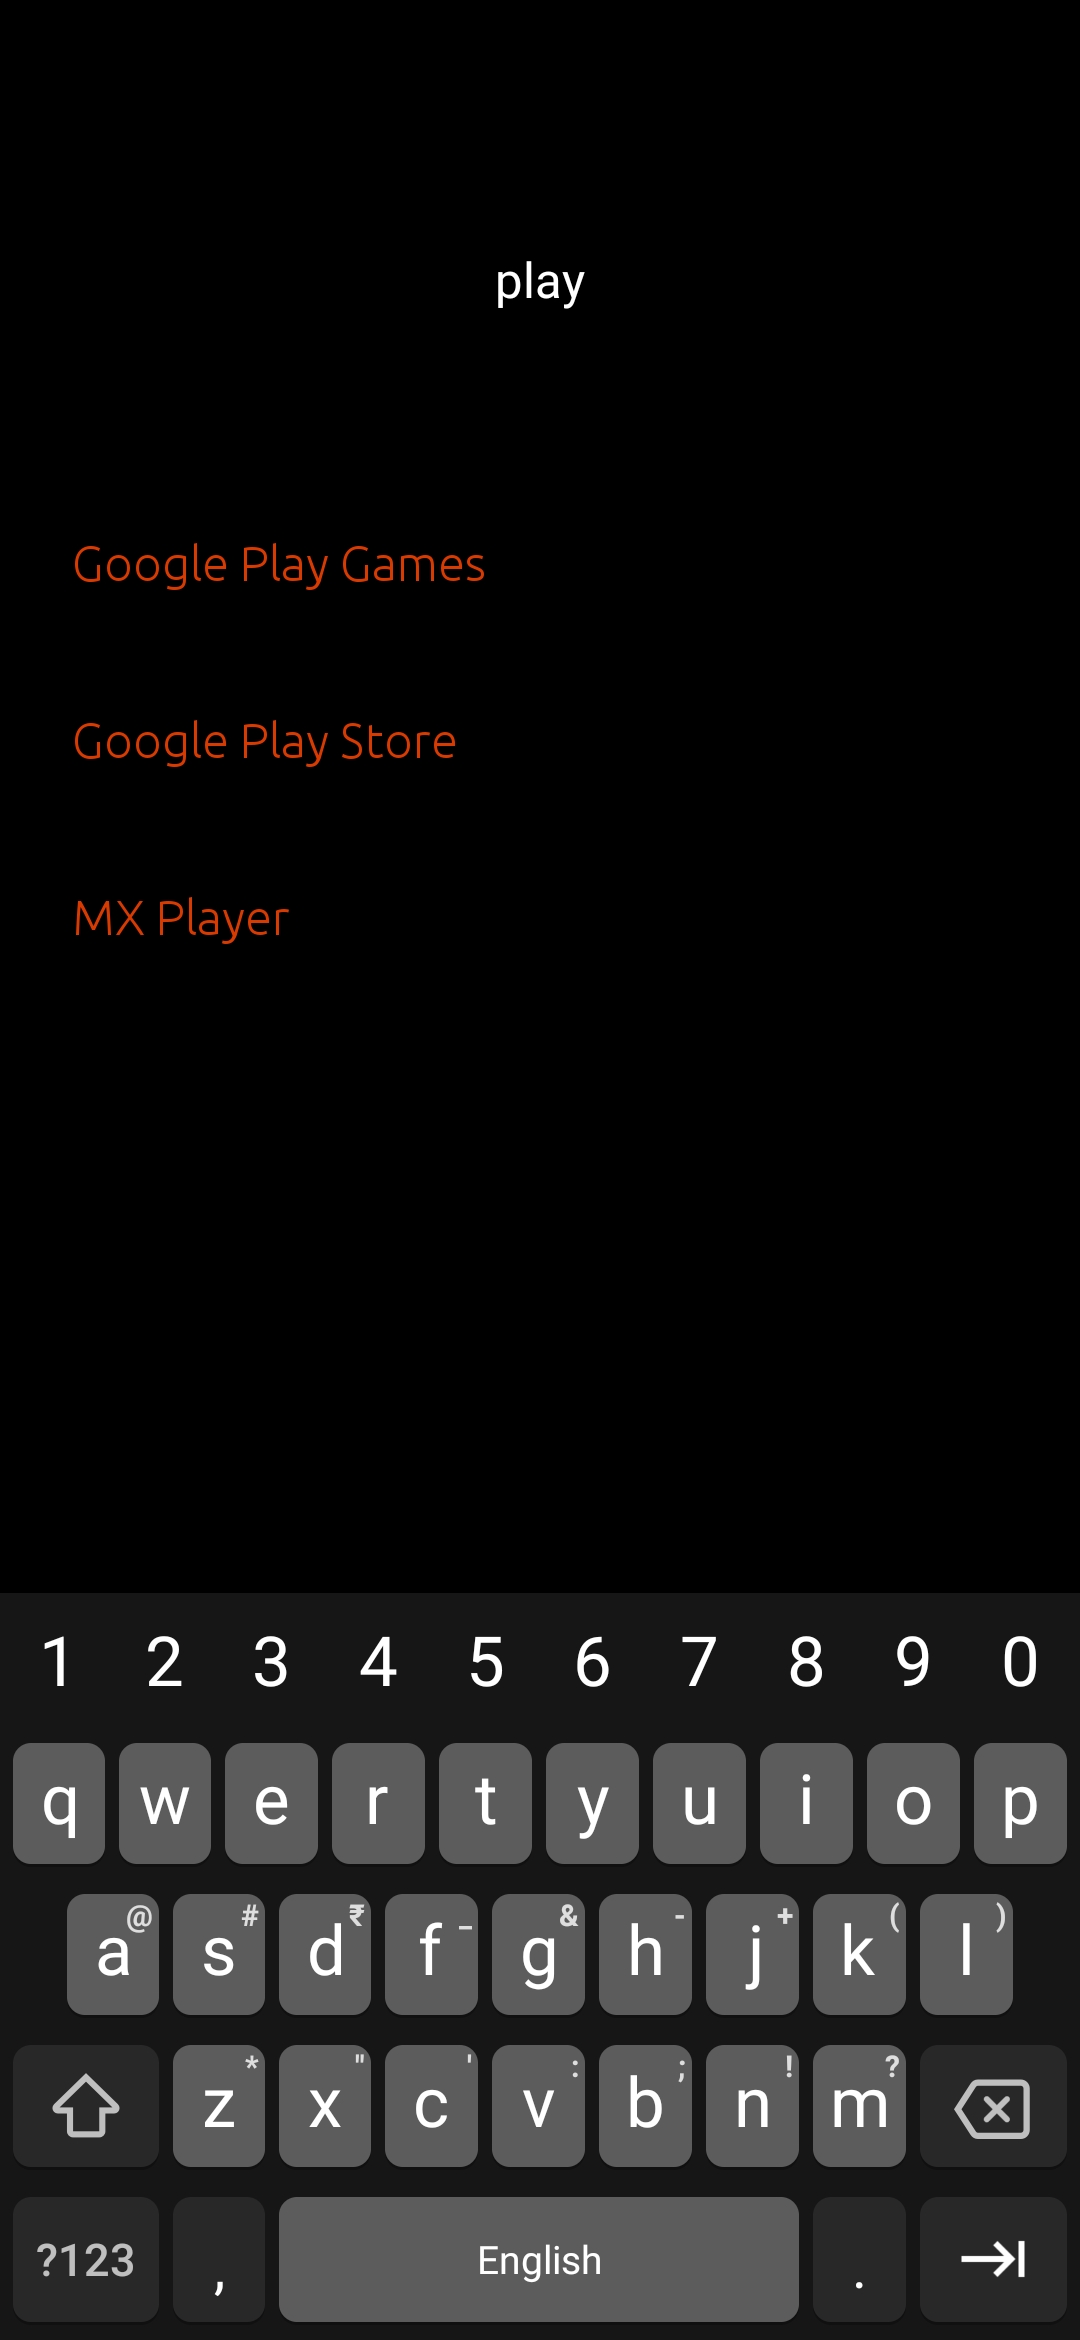 play
Google Play Games
Google Play Store
MX Player
1 2 3 4 5 6 7 8 9 0
q w e r t y u i o p
a @ s # d ₹ f _ g & h - j + k ( l )
z * x " c ' v : b ; n ! m ?
?123 , English .